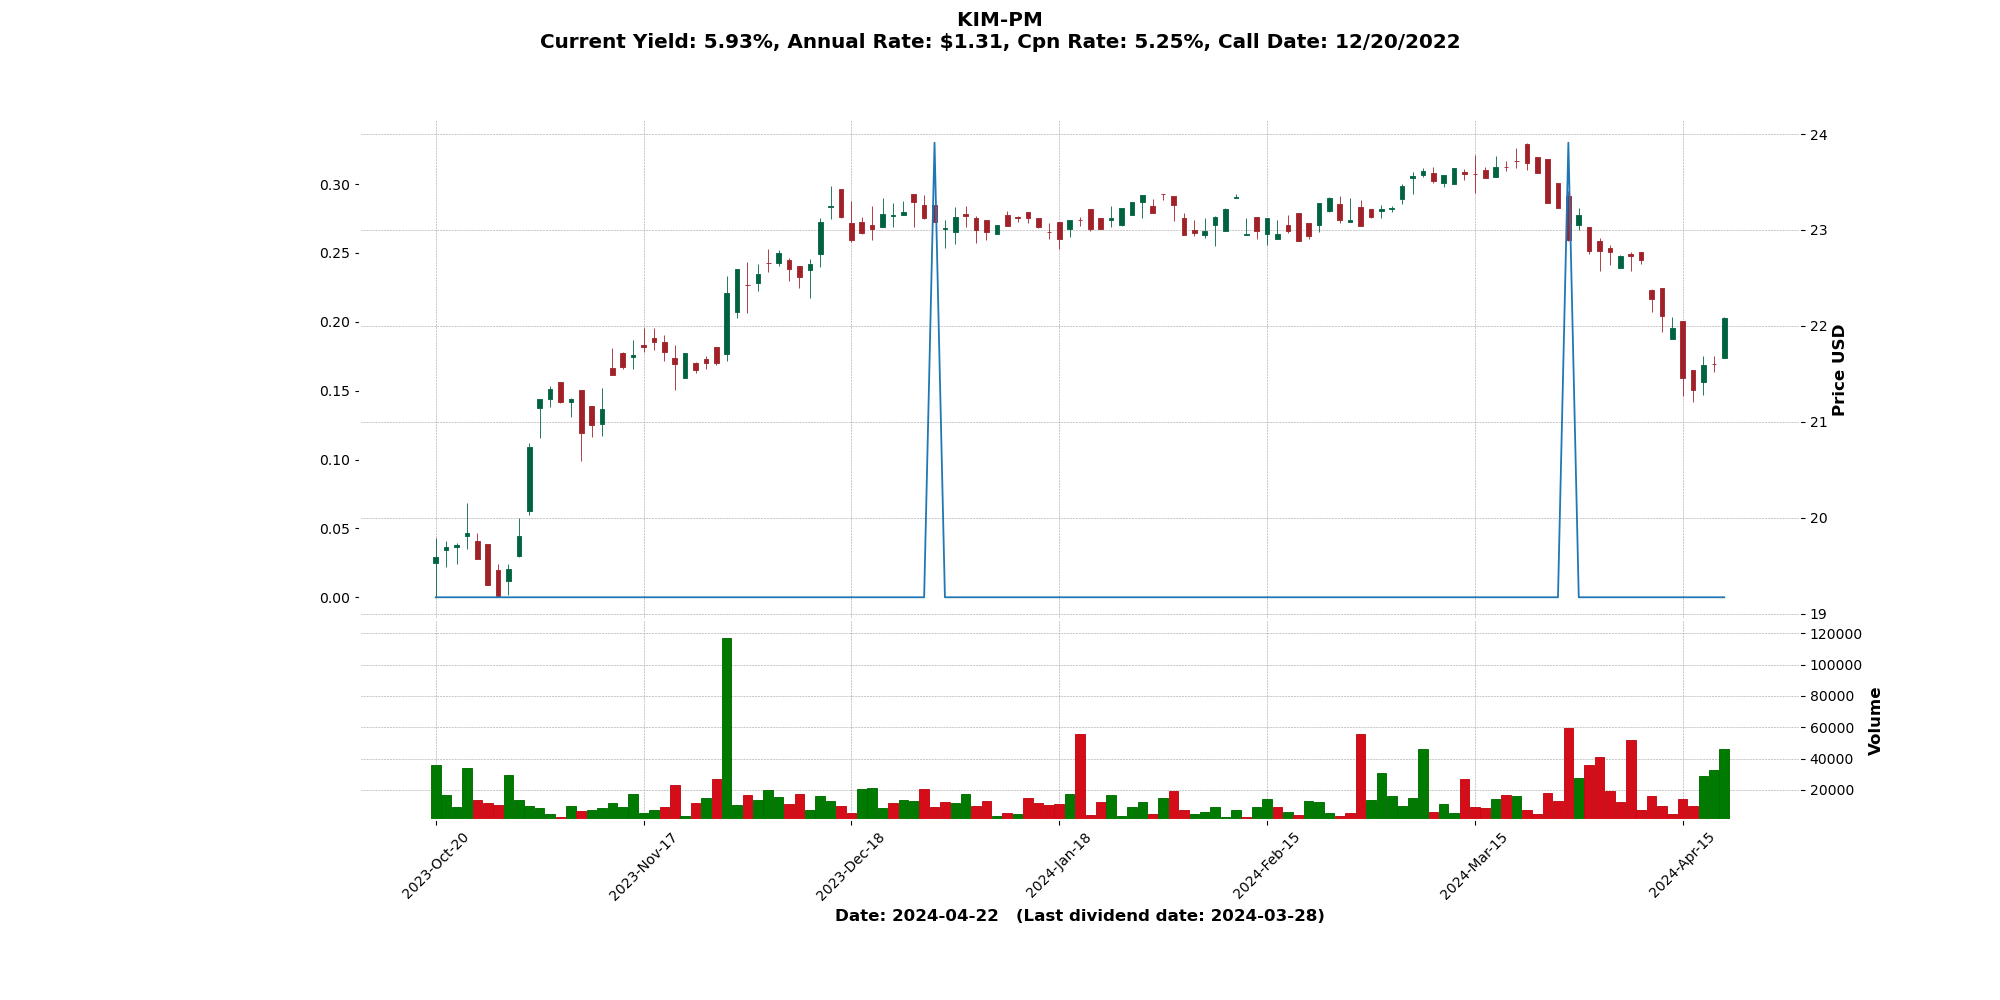 KIM-PM
Current Yield: 5.93%, Annual Rate: $1.31, Cpn Rate: 5.25%, Call Date: 12/20/2022
0.30
0.25
0.20
0.15
0.10
0.05
0.00
24
23
22
21
20
19
Price USD
120000
100000
80000
60000
40000
20000
Volume
2023-Oct-20
2023-Nov-17
2023-Dec-18
2024-Jan-18
2024-Feb-15
2024-Mar-15
2024-Apr-15
Date: 2024-04-22 (Last dividend date: 2024-03-28)